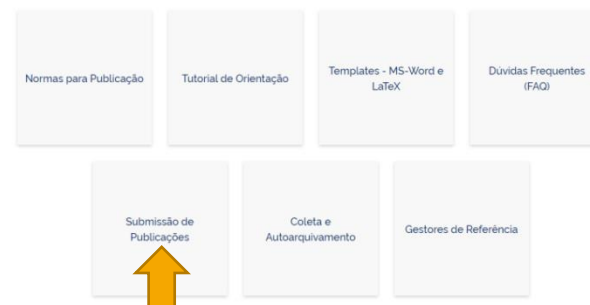 Normas para Publicação
Tutorial de Orientação
Templates - MS-Word e
LaTeX
Dúvidas Frequentes
(FAQ)
Submissão de
Publicações
Coleta e
Autoarquivamento
Gestores de Referência